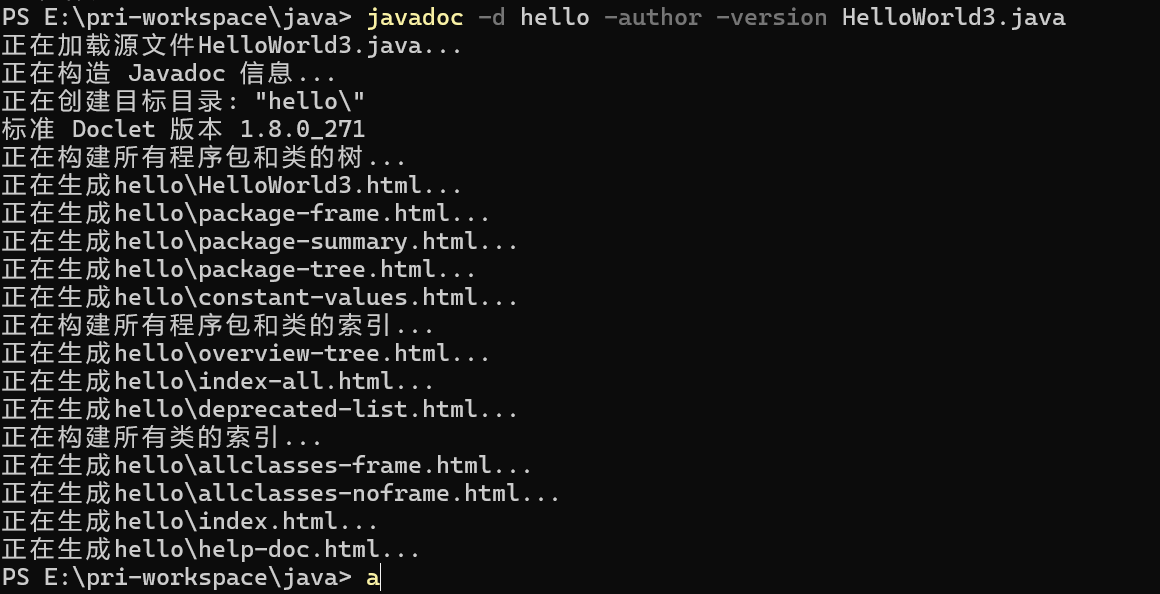 PS E:\pri-workspace\java> javadoc -d hello -author -version HelloWorld3.java
正在加载源文件HelloWorld3.java...
正在构造 Javadoc 信息...
正在创建目标目录: "hello\"
标准 Doclet 版本 1.8.0_271
正在构建所有程序包和类的树...
正在生成hello\HelloWorld3.html...
正在生成hello\package-frame.html...
正在生成hello\package-summary.html...
正在生成hello\package-tree.html...
正在生成hello\constant-values.html...
正在构建所有程序包和类的索引...
正在生成hello\overview-tree.html...
正在生成hello\index-all.html...
正在生成hello\deprecated-list.html...
正在构建所有类的索引...
正在生成hello\allclasses-frame.html...
正在生成hello\allclasses-noframe.html...
正在生成hello\index.html...
正在生成hello\help-doc.html...
PS E:\pri-workspace\java> a